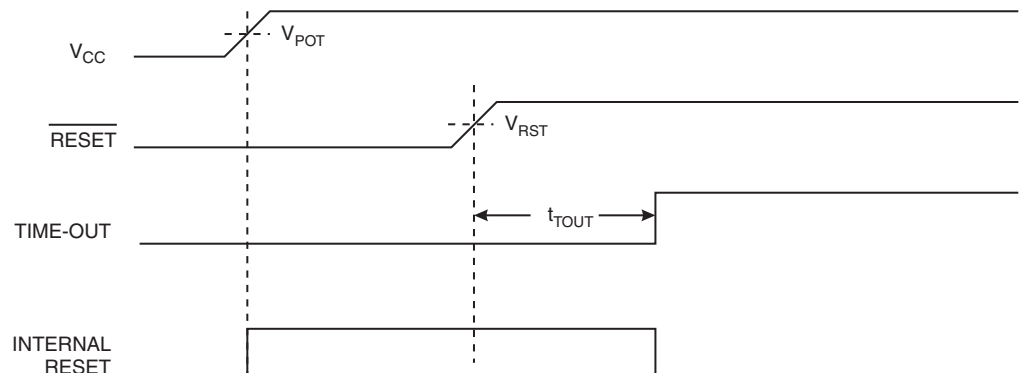 V_CC
V_POT
RESET
V_RST
TIME-OUT
t_TOUT
INTERNAL
RESET